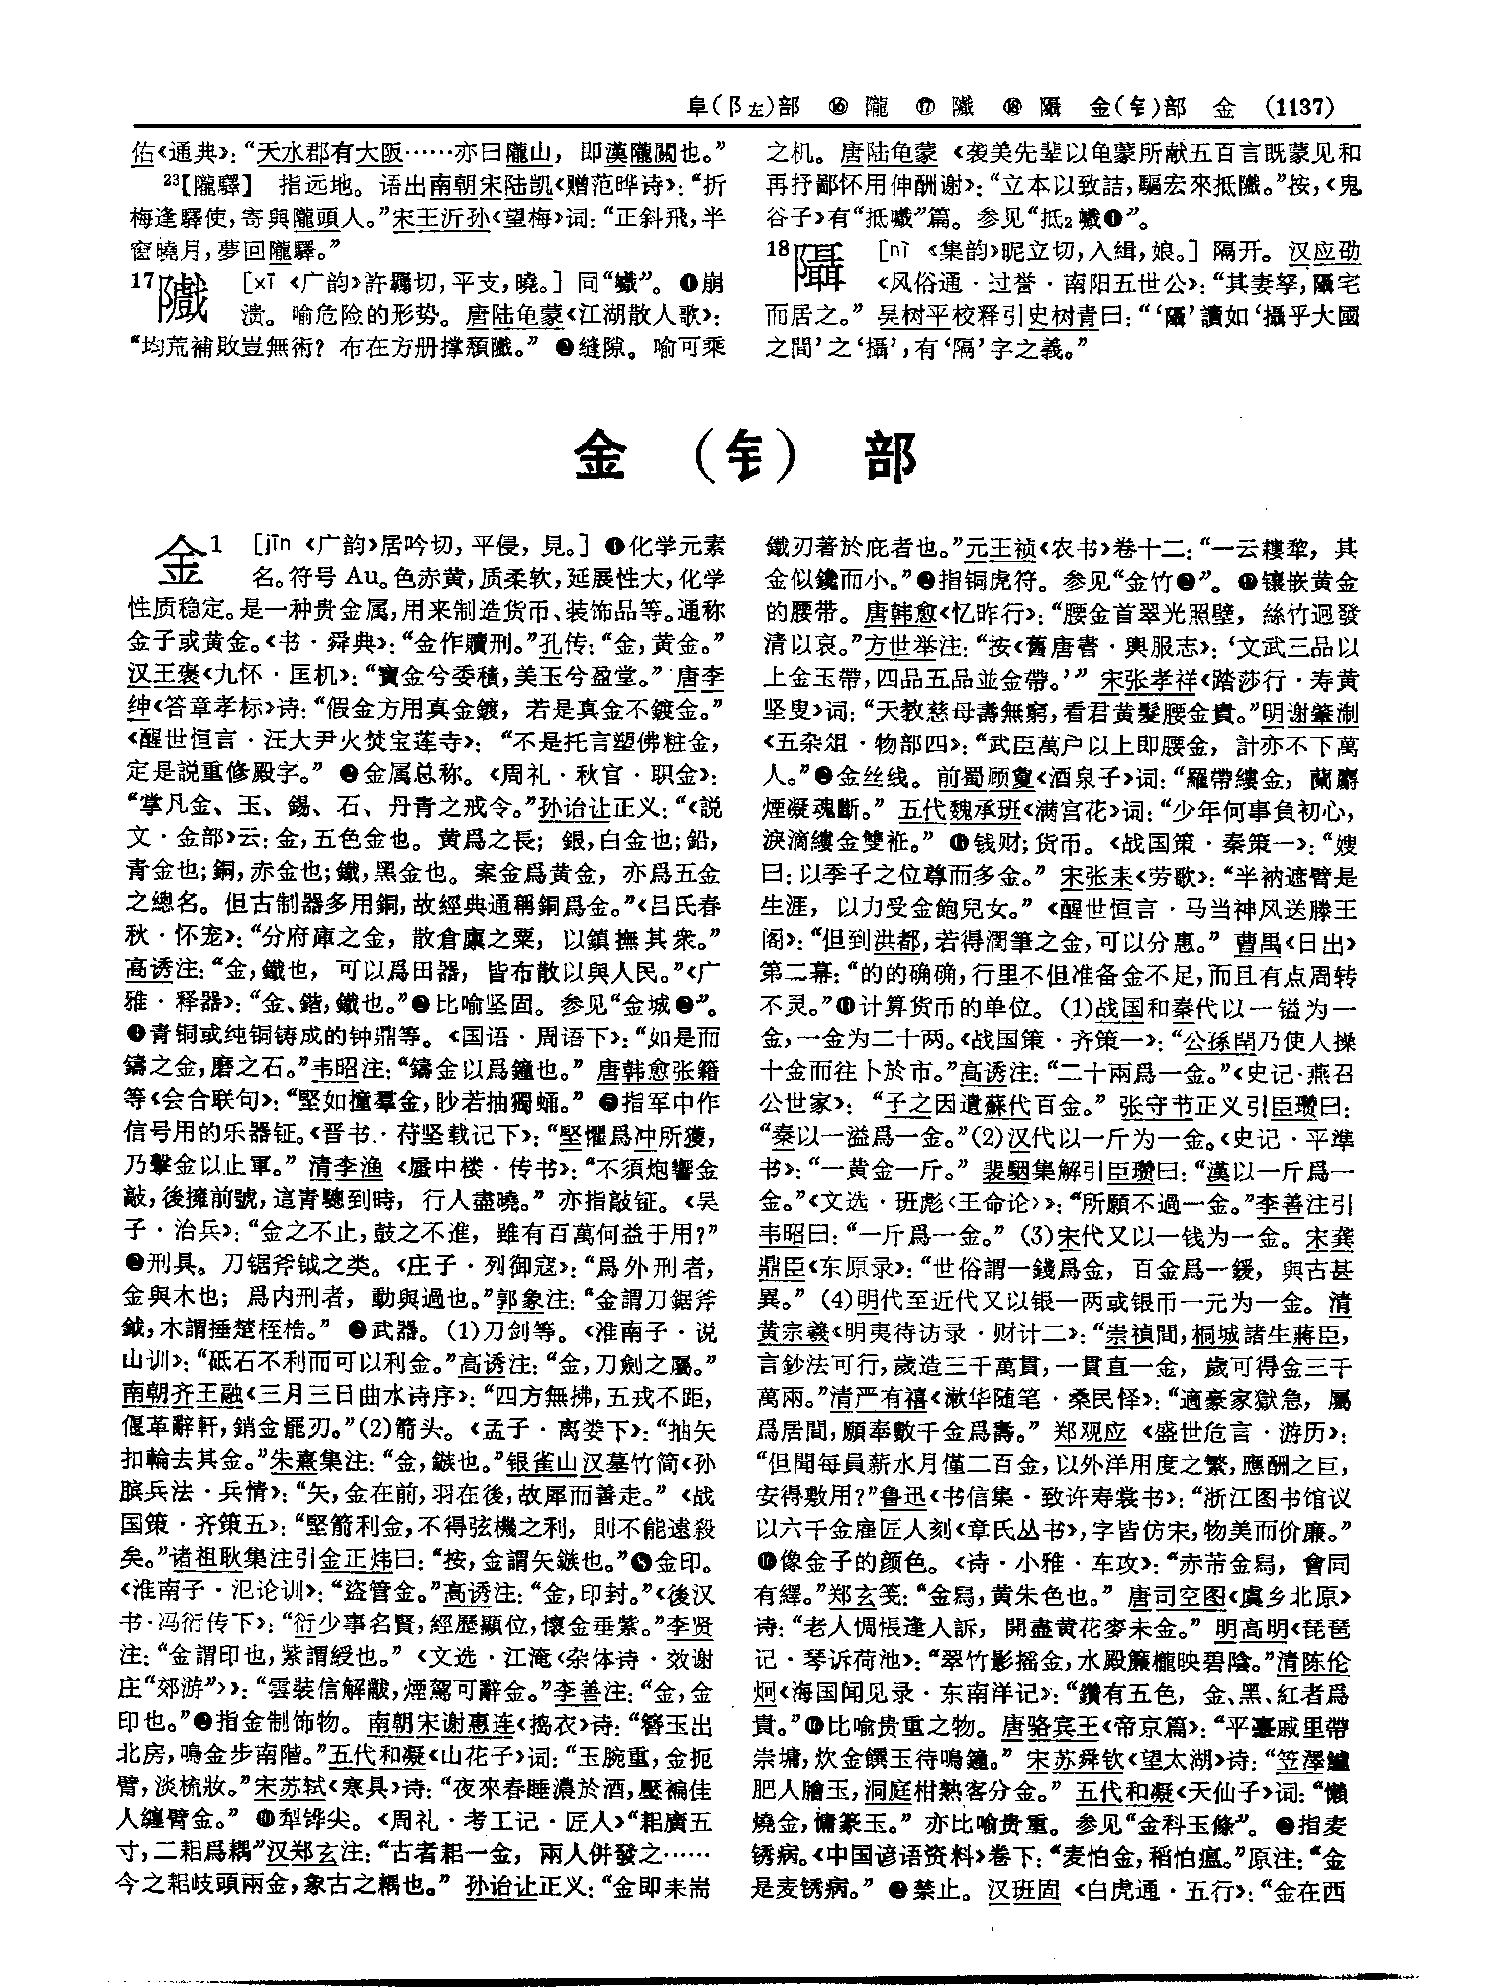 阜(阝左)部 ⑯ 隴 ⑰ 隵 ⑱ 隬 金(钅)部 金 (1137)
佑《通典》：“天水郡有大阪……亦曰隴山，即漢隴關也。”
23【隴驛】 指远地。语出南朝宋陆凯《赠范晔诗》：“折
梅逢驛使，寄與隴頭人。”宋王沂孙《望梅》词：“正斜飛，半
窗曉月，夢回隴驛。”
17 [xī 《广韵》許羈切，平支，曉。] 同“巇”。❶崩
溃。喻危险的形势。唐陆龟蒙《江湖散人歌》：
“均荒補敗豈無術？布在方册撑頹。” ❷缝隙。喻可乘
之机。唐陆龟蒙《袭美先辈以龟蒙所献五百言既蒙见和
再抒鄙怀用伸酬谢》：“立本以致詰，驅宏來抵。”按，《鬼
谷子》有“抵巇”篇。参见“抵₂巇❶”。
18 [nì 《集韵》昵立切，入緝，娘。] 隔开。汉应劭
《风俗通·过誉·南阳五世公》：“其妻孥，宅
而居之。” 吴树平校释引史树青曰：“‘’讀如‘攝乎大國
之間’之‘攝’，有‘隔’字之義。”
金 (钅) 部
金1 [jīn 《广韵》居吟切，平侵，見。] ❶化学元素
名。符号 Au。色赤黄，质柔软，延展性大，化学
性质稳定。是一种贵金属，用来制造货币、装饰品等。通称
金子或黄金。《书·舜典》：“金作贖刑。”孔传：“金，黄金。”
汉王褒《九怀·匡机》：“寶金兮委積，美玉兮盈堂。” 唐李
绅《答章孝标》诗：“假金方用真金鍍，若是真金不鍍金。”
《醒世恒言·汪大尹火焚宝莲寺》：“不是托言塑佛粧金，
定是説重修殿宇。” ❷金属总称。《周礼·秋官·职金》：
“掌凡金、玉、錫、石、丹青之戒令。”孙诒让正义：“《説
文·金部》云：金，五色金也。黄爲之長；銀，白金也；鉛，
青金也；銅，赤金也；鐵，黑金也。案金爲黄金，亦爲五金
之總名。但古制器多用銅，故經典通稱銅爲金。”《吕氏春
秋·怀宠》：“分府庫之金，散倉廩之粟，以鎮撫其衆。”
高诱注：“金，鐵也，可以爲田器，皆布散以與人民。”《广
雅·释器》：“金、鍇，鐵也。”❸比喻坚固。参见“金城❷”。
❹青铜或纯铜铸成的钟鼎等。《国语·周语下》：“如是而
鑄之金，磨之石。”韦昭注：“鑄金以爲鐘也。” 唐韩愈张籍
等《会合联句》：“堅如撞羣金，眇若抽獨蛹。” ❺指军中作
信号用的乐器钲。《晋书·苻坚载记下》：“堅懼爲冲所獲，
乃擊金以止軍。” 清李渔《蜃中楼·传书》：“不須炮響金
敲，後擁前號，這青驄到時，行人盡曉。” 亦指敲钲。《吴
子·治兵》：“金之不止，鼓之不進，雖有百萬何益于用？”
❻刑具。刀锯斧钺之类。《庄子·列御寇》：“爲外刑者，
金與木也；爲内刑者，動與過也。”郭象注：“金謂刀鋸斧
鉞，木謂捶楚桎梏。” ❼武器。(1)刀剑等。《淮南子·说
山训》：“砥石不利而可以利金。”高诱注：“金，刀劍之屬。”
南朝齐王融《三月三日曲水诗序》：“四方無拂，五戎不距，
偃革辭軒，銷金罷刃。”(2)箭头。《孟子·离娄下》：“抽矢
扣輪去其金。”朱熹集注：“金，鏃也。”银雀山汉墓竹简《孙
膑兵法·兵情》：“矢，金在前，羽在後，故犀而善走。” 《战
国策·齐策五》：“堅箭利金，不得弦機之利，則不能遠殺
矣。”诸祖耿集注引金正炜曰：“按，金謂矢鏃也。”❽金印。
《淮南子·氾论训》：“盜管金。”高诱注：“金，印封。”《後汉
书·冯衍传下》：“衍少事名賢，經歷顯位，懷金垂紫。”李贤
注：“金謂印也，紫謂綬也。” 《文选·江淹〈杂体诗·效谢
庄“郊游”〉》：“雲裝信解黻，煙駕可辭金。”李善注：“金，金
印也。”❾指金制饰物。南朝宋谢惠连《捣衣》诗：“簪玉出
北房，鳴金步南階。”五代和凝《山花子》词：“玉腕重，金扼
臂，淡梳妝。”宋苏轼《寒具》诗：“夜來春睡濃於酒，壓褊佳
人纏臂金。” ❿犁铧尖。《周礼·考工记·匠人》“耜廣五
寸，二耜爲耦”汉郑玄注：“古者耜一金，兩人併發之……
今之耜岐頭兩金，象古之耦也。” 孙诒让正义：“金即耒耑
鐵刃著於庇者也。”元王祯《农书》卷十二：“一云耬犂，其
金似鑱而小。”⓫指铜虎符。参见“金竹❷”。⓬镶嵌黄金
的腰带。唐韩愈《忆昨行》：“腰金首翠光照壁，絲竹迥發
清以哀。”方世举注：“按《舊唐書·輿服志》：‘文武三品以
上金玉帶，四品五品並金帶。’” 宋张孝祥《踏莎行·寿黄
坚叟》词：“天教慈母壽無窮，看君黄髮腰金貴。”明谢肇淛
《五杂俎·物部四》：“武臣萬户以上即腰金，計亦不下萬
人。”⓭金丝线。前蜀顾敻《酒泉子》词：“羅帶縷金，蘭麝
煙凝魂斷。” 五代魏承班《满宫花》词：“少年何事負初心，
淚滴縷金雙衽。” ⓮钱财；货币。《战国策·秦策一》：“嫂
曰：以季子之位尊而多金。” 宋张耒《劳歌》：“半衲遮臂是
生涯，以力受金飽兒女。” 《醒世恒言·马当神风送滕王
阁》：“但到洪都，若得潤筆之金，可以分惠。” 曹禺《日出》
第二幕：“的的确确，行里不但准备金不足，而且有点周转
不灵。”⓯计算货币的单位。(1)战国和秦代以一镒为一
金，一金为二十两。《战国策·齐策一》：“公孫閈乃使人操
十金而往卜於市。”高诱注：“二十兩爲一金。”《史记·燕召
公世家》：“子之因遺蘇代百金。” 张守节正义引臣瓒曰：
“秦以一溢爲一金。”(2)汉代以一斤为一金。《史记·平準
书》：“一黄金一斤。” 裴駰集解引臣瓒曰：“漢以一斤爲一
金。”《文选·班彪〈王命论〉》：“所願不過一金。”李善注引
韦昭曰：“一斤爲一金。” (3)宋代又以一钱为一金。宋龚
鼎臣《东原录》：“世俗謂一錢爲金，百金爲一鍰，與古甚
異。” (4)明代至近代又以银一两或银币一元为一金。清
黄宗羲《明夷待访录·财计二》：“崇禎間，桐城諸生蔣臣，
言鈔法可行，歲造三千萬貫，一貫直一金，歲可得金三千
萬兩。”清严有禧《漱华随笔·桑民怿》：“適豪家獄急，屬
爲居間，願奉數千金爲壽。” 郑观应《盛世危言·游历》：
“但聞每員薪水月僅二百金，以外洋用度之繁，應酬之巨，
安得敷用？”鲁迅《书信集·致许寿裳书》：“浙江图书馆议
以六千金雇匠人刻《章氏丛书》，字皆仿宋，物美而价廉。”
⓰像金子的颜色。《诗·小雅·车攻》：“赤芾金舄，會同
有繹。”郑玄笺：“金舄，黄朱色也。” 唐司空图《虞乡北原》
诗：“老人惆悵逢人訴，開盡黄花麥未金。” 明高明《琵琶
记·琴诉荷池》：“翠竹影摇金，水殿簾櫳映碧陰。”清陈伦
炯《海国闻见录·东南洋记》：“鑽有五色，金、黑、紅者爲
貴。”⓱比喻贵重之物。唐骆宾王《帝京篇》：“平臺戚里帶
崇墉，炊金饌玉待鳴鐘。” 宋苏舜钦《望太湖》诗：“笠澤鱸
肥人膾玉，洞庭柑熟客分金。” 五代和凝《天仙子》词：“懶
燒金，慵篆玉。” 亦比喻贵重。参见“金科玉條”。⓲指麦
锈病。《中国谚语资料》卷下：“麦怕金，稻怕瘟。”原注：“金
是麦锈病。” ⓳禁止。汉班固《白虎通·五行》：“金在西